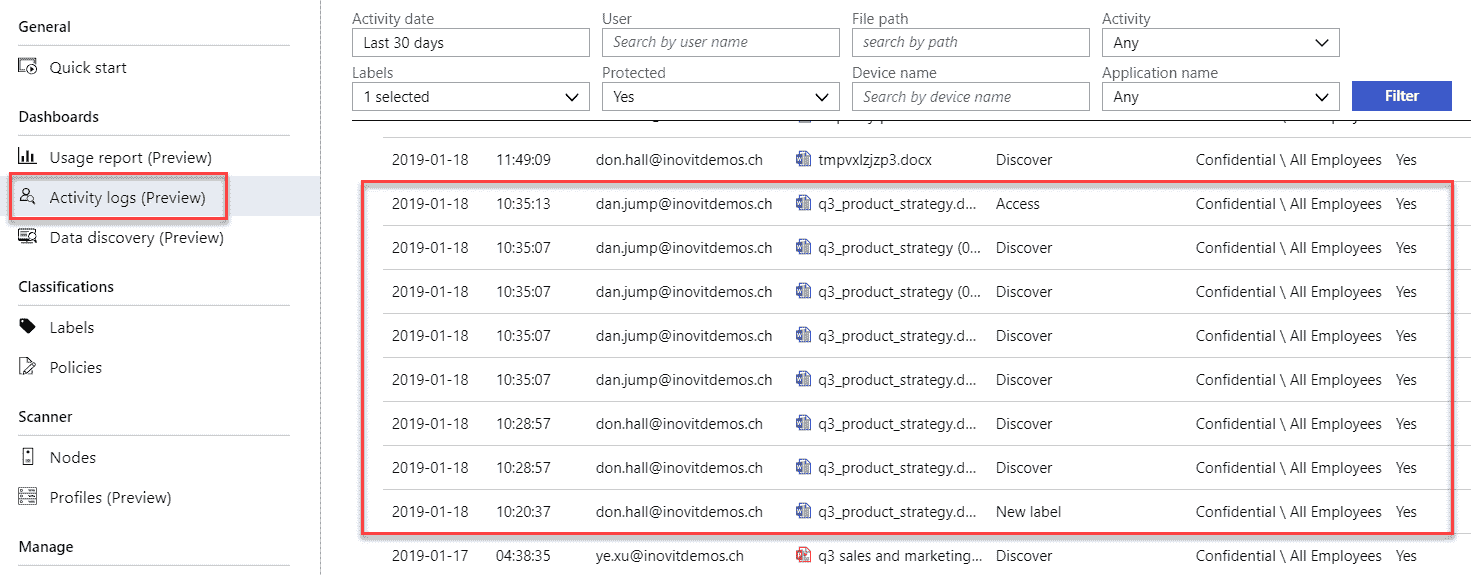 General
Quick start
Dashboards
Usage report (Preview)
Activity logs (Preview)
Data discovery (Preview)
Classifications
Labels
Policies
Scanner
Nodes
Profiles (Preview)
Manage
Activity date User File path Activity
Last 30 days Search by user name search by path Any
Labels Protected Device name Application name
1 selected Yes Search by device name Any Filter
2019-01-18 11:49:09 don.hall@inovitdemos.ch tmpvxlzjzp3.docx Discover Confidential \ All Employees Yes
2019-01-18 10:35:13 dan.jump@inovitdemos.ch q3_product_strategy.d... Access Confidential \ All Employees Yes
2019-01-18 10:35:07 dan.jump@inovitdemos.ch q3_product_strategy (0... Discover Confidential \ All Employees Yes
2019-01-18 10:35:07 dan.jump@inovitdemos.ch q3_product_strategy (0... Discover Confidential \ All Employees Yes
2019-01-18 10:35:07 dan.jump@inovitdemos.ch q3_product_strategy.d... Discover Confidential \ All Employees Yes
2019-01-18 10:35:07 dan.jump@inovitdemos.ch q3_product_strategy.d... Discover Confidential \ All Employees Yes
2019-01-18 10:28:57 don.hall@inovitdemos.ch q3_product_strategy.d... Discover Confidential \ All Employees Yes
2019-01-18 10:28:57 don.hall@inovitdemos.ch q3_product_strategy.d... Discover Confidential \ All Employees Yes
2019-01-18 10:20:37 don.hall@inovitdemos.ch q3_product_strategy.d... New label Confidential \ All Employees Yes
2019-01-17 04:38:35 ye.xu@inovitdemos.ch q3 sales and marketing... Discover Confidential \ All Employees Yes